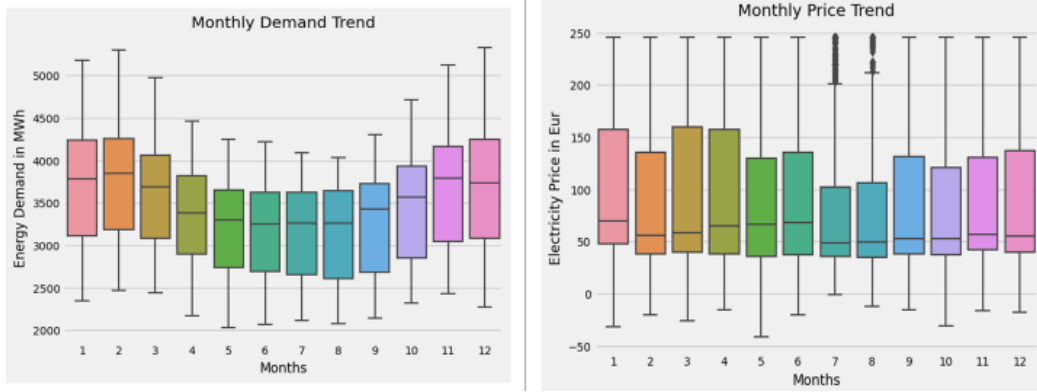 Monthly Demand Trend
Energy Demand in MWh
5000
4500
4000
3500
3000
2500
2000
1 2 3 4 5 6 7 8 9 10 11 12
Months
Monthly Price Trend
Electricity Price in Eur
250
200
150
100
50
0
−50
1 2 3 4 5 6 7 8 9 10 11 12
Months